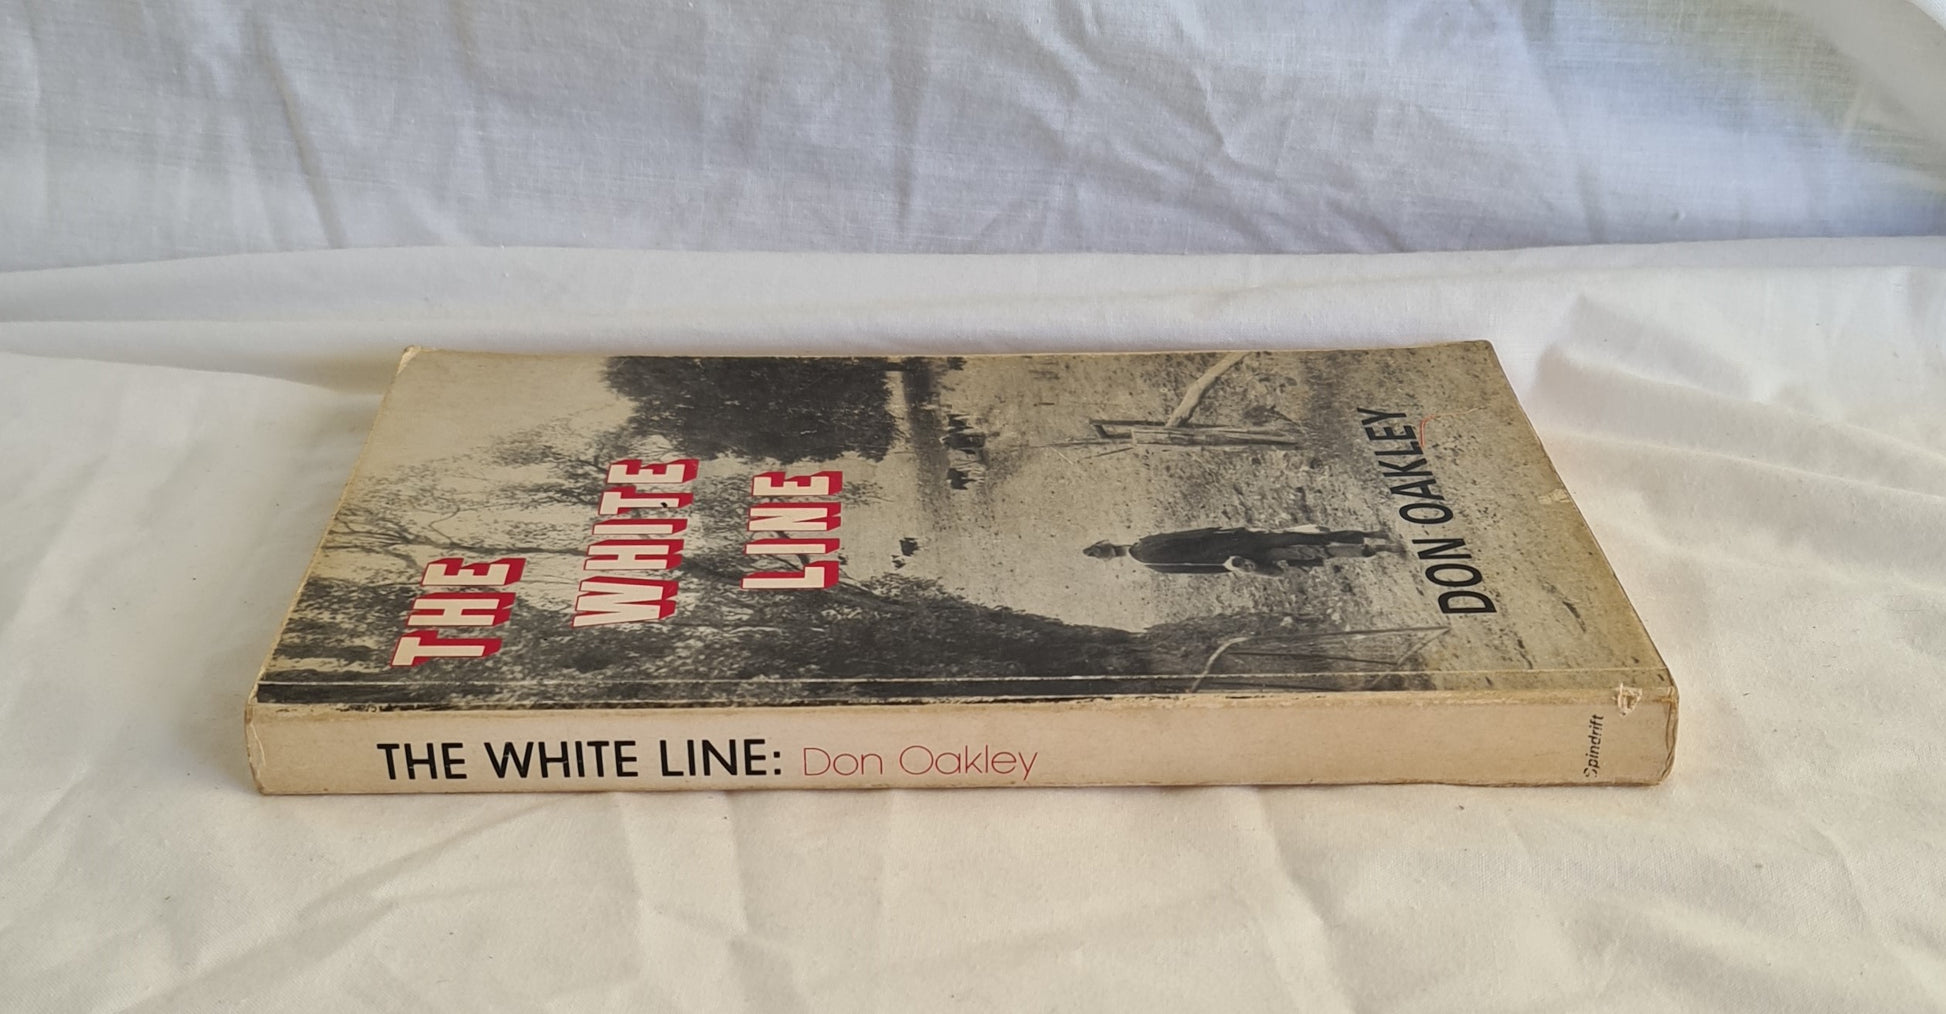 THE
WHITE
LINE
DON OAKLEY
THE WHITE LINE: Don Oakley
Spindrift